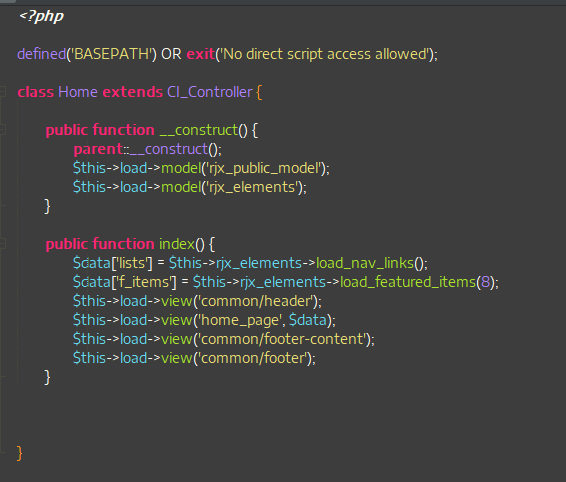 <?php
defined('BASEPATH') OR exit('No direct script access allowed');
class Home extends CI_Controller {
public function __construct() {
parent::__construct();
$this->load->model('rjx_public_model');
$this->load->model('rjx_elements');
}
public function index() {
$data['lists'] = $this->rjx_elements->load_nav_links();
$data['f_items'] = $this->rjx_elements->load_featured_items(8);
$this->load->view('common/header');
$this->load->view('home_page', $data);
$this->load->view('common/footer-content');
$this->load->view('common/footer');
}
}